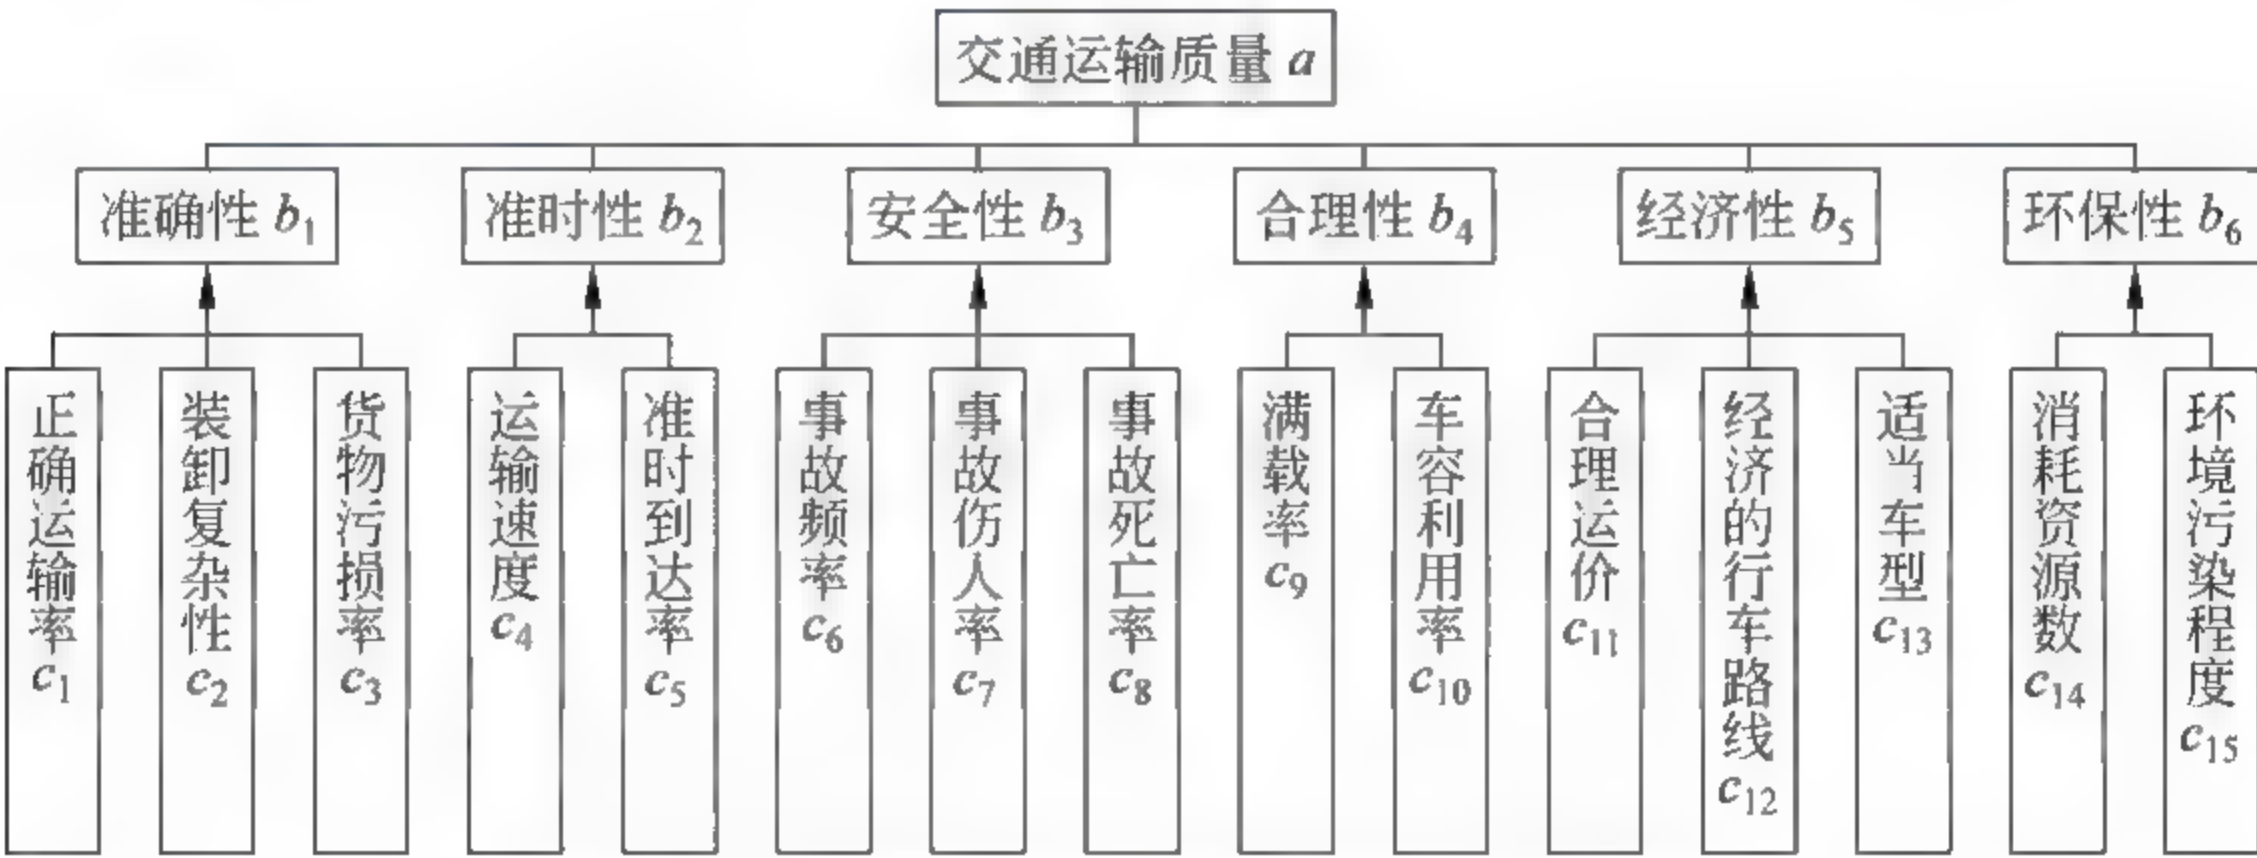 交通运输质量 a
准确性 b₁
准时性 b₂
安全性 b₃
合理性 b₄
经济性 b₅
环保性 b₆
正确运输率 c₁
装卸复杂性 c₂
货物污损率 c₃
运输速度 c₄
准时到达率 c₅
事故频率 c₆
事故伤人率 c₇
事故死亡率 c₈
满载率 c₉
车容利用率 c₁₀
合理运价 c₁₁
经济的行车路线 c₁₂
适当车型 c₁₃
消耗资源数 c₁₄
环境污染程度 c₁₅